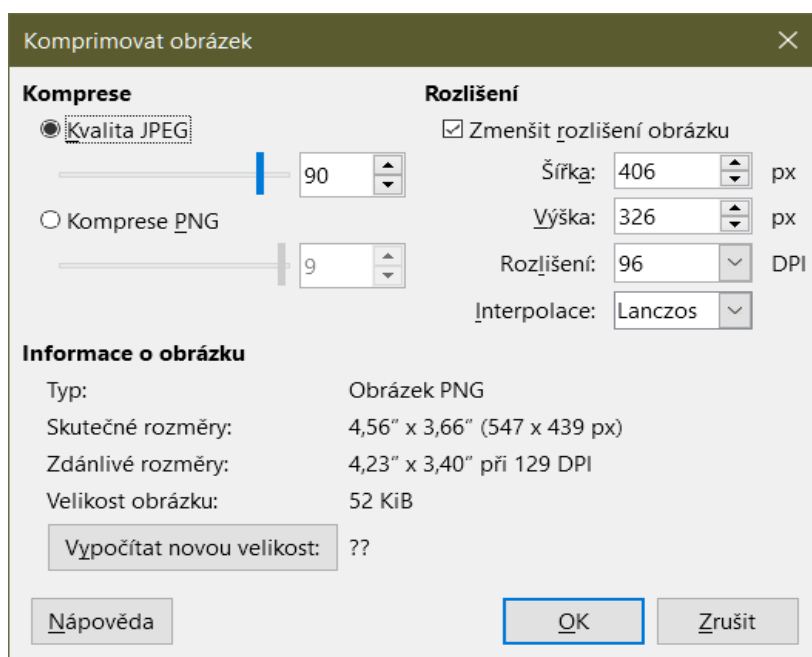 Komprimovat obrázek
Komprese
Kvalita JPEG
90
Komprese PNG
9
Rozlišení
Zmenšit rozlišení obrázku
Šířka: 406 px
Výška: 326 px
Rozlišení: 96 DPI
Interpolace: Lanczos
Informace o obrázku
Typ: Obrázek PNG
Skutečné rozměry: 4,56″ x 3,66″ (547 x 439 px)
Zdánlivé rozměry: 4,23″ x 3,40″ při 129 DPI
Velikost obrázku: 52 KiB
Vypočítat novou velikost: ??
Nápověda OK Zrušit